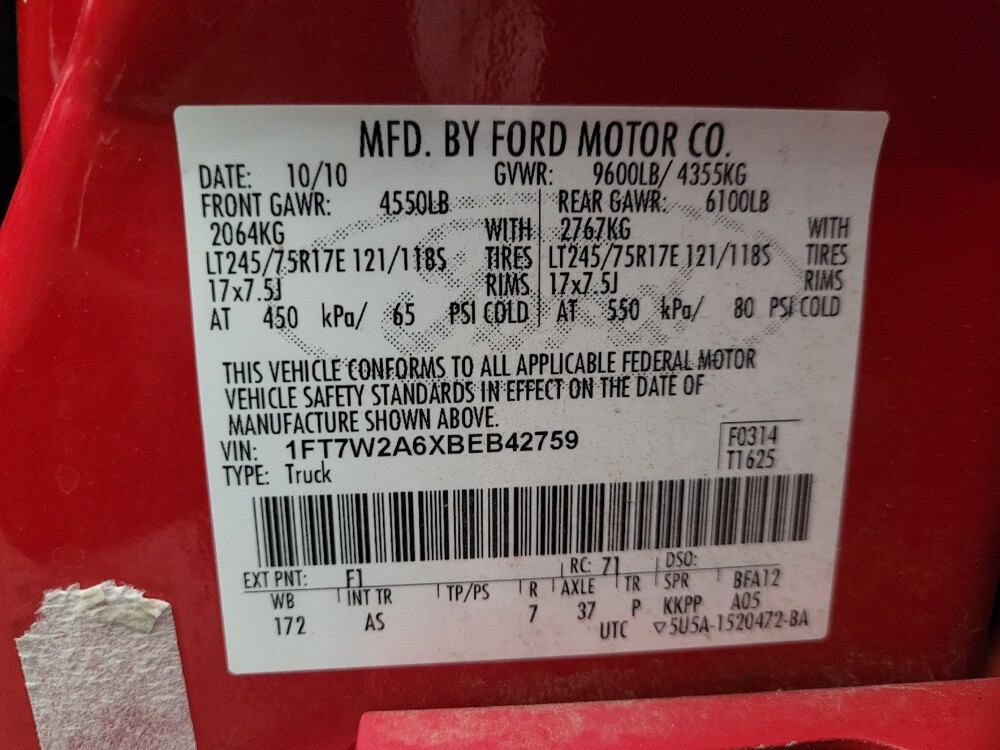 MFD. BY FORD MOTOR CO.
DATE: 10/10 GVWR: 9600LB/ 4355KG
FRONT GAWR: 4550LB REAR GAWR: 6100LB
2064KG WITH 2767KG WITH
LT245/75R17E 121/118S TIRES LT245/75R17E 121/118S TIRES
17x7.5J RIMS 17x7.5J RIMS
AT 450 kPa/ 65 PSI COLD AT 550 kPa/ 80 PSI COLD
THIS VEHICLE CONFORMS TO ALL APPLICABLE FEDERAL MOTOR
VEHICLE SAFETY STANDARDS IN EFFECT ON THE DATE OF
MANUFACTURE SHOWN ABOVE.
VIN: 1FT7W2A6XBEB42759 F0314
TYPE: Truck T1625
EXT PNT: F1 RC: 71 DSO:
WB INT TR TP/PS R AXLE TR SPR BFA12
172 AS 7 37 P KKPP A05
UTC ▽5U5A-1520472-BA